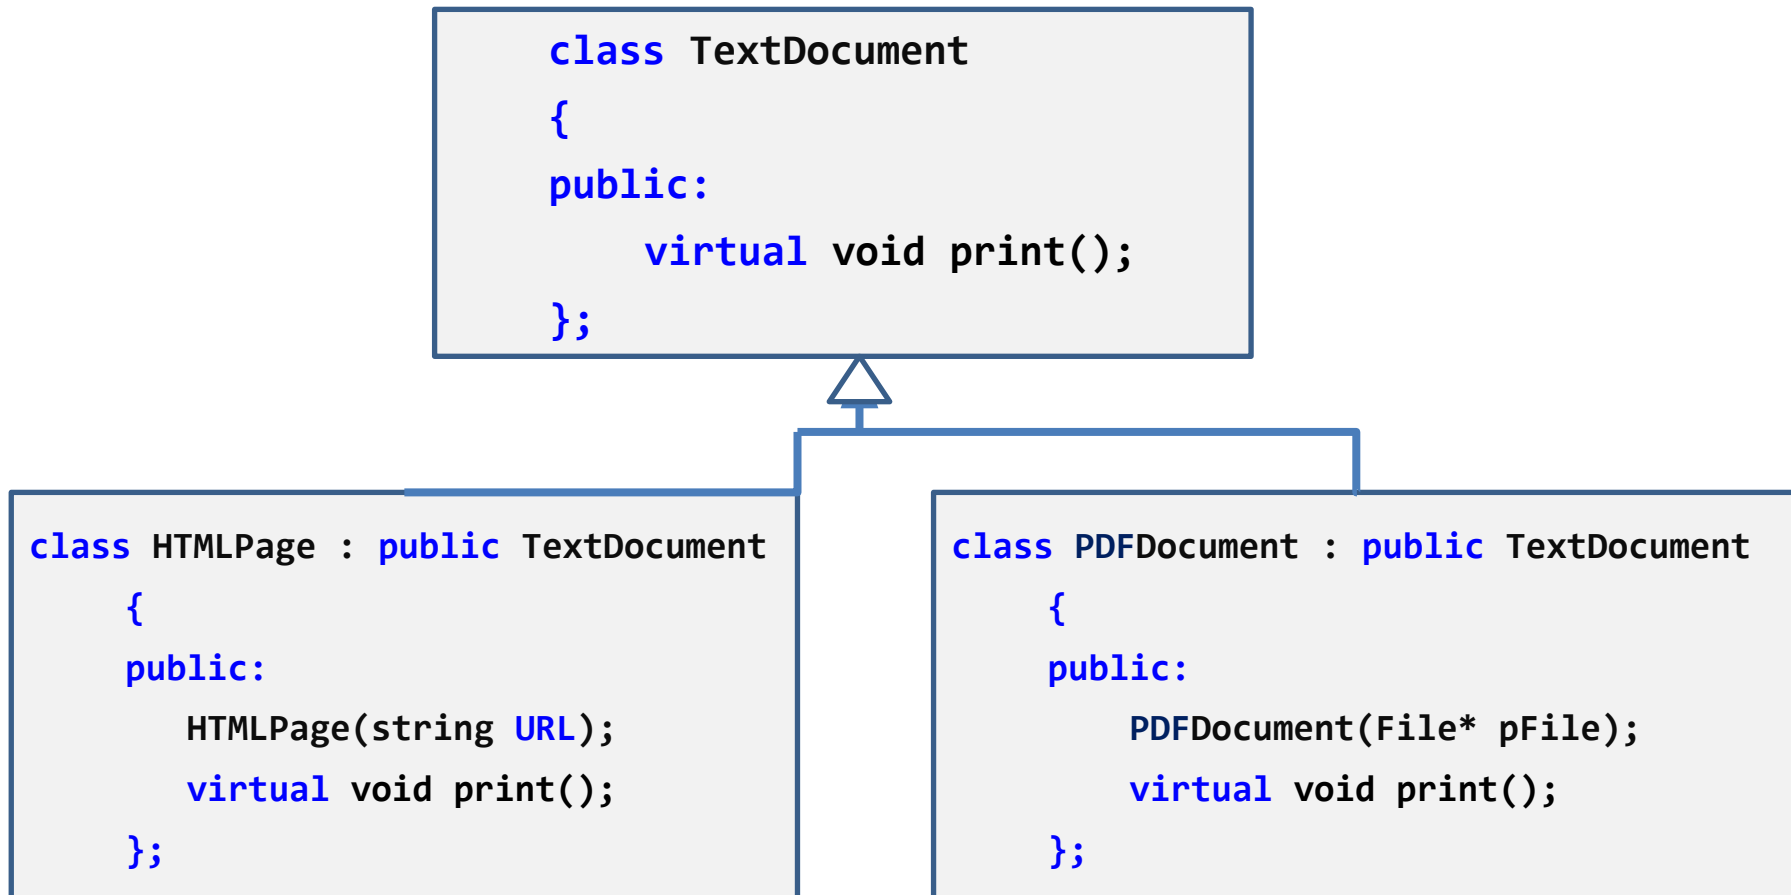 class TextDocument
{
public:
virtual void print();
};
class HTMLPage : public TextDocument
{
public:
HTMLPage(string URL);
virtual void print();
};
class PDFDocument : public TextDocument
{
public:
PDFDocument(File* pFile);
virtual void print();
};